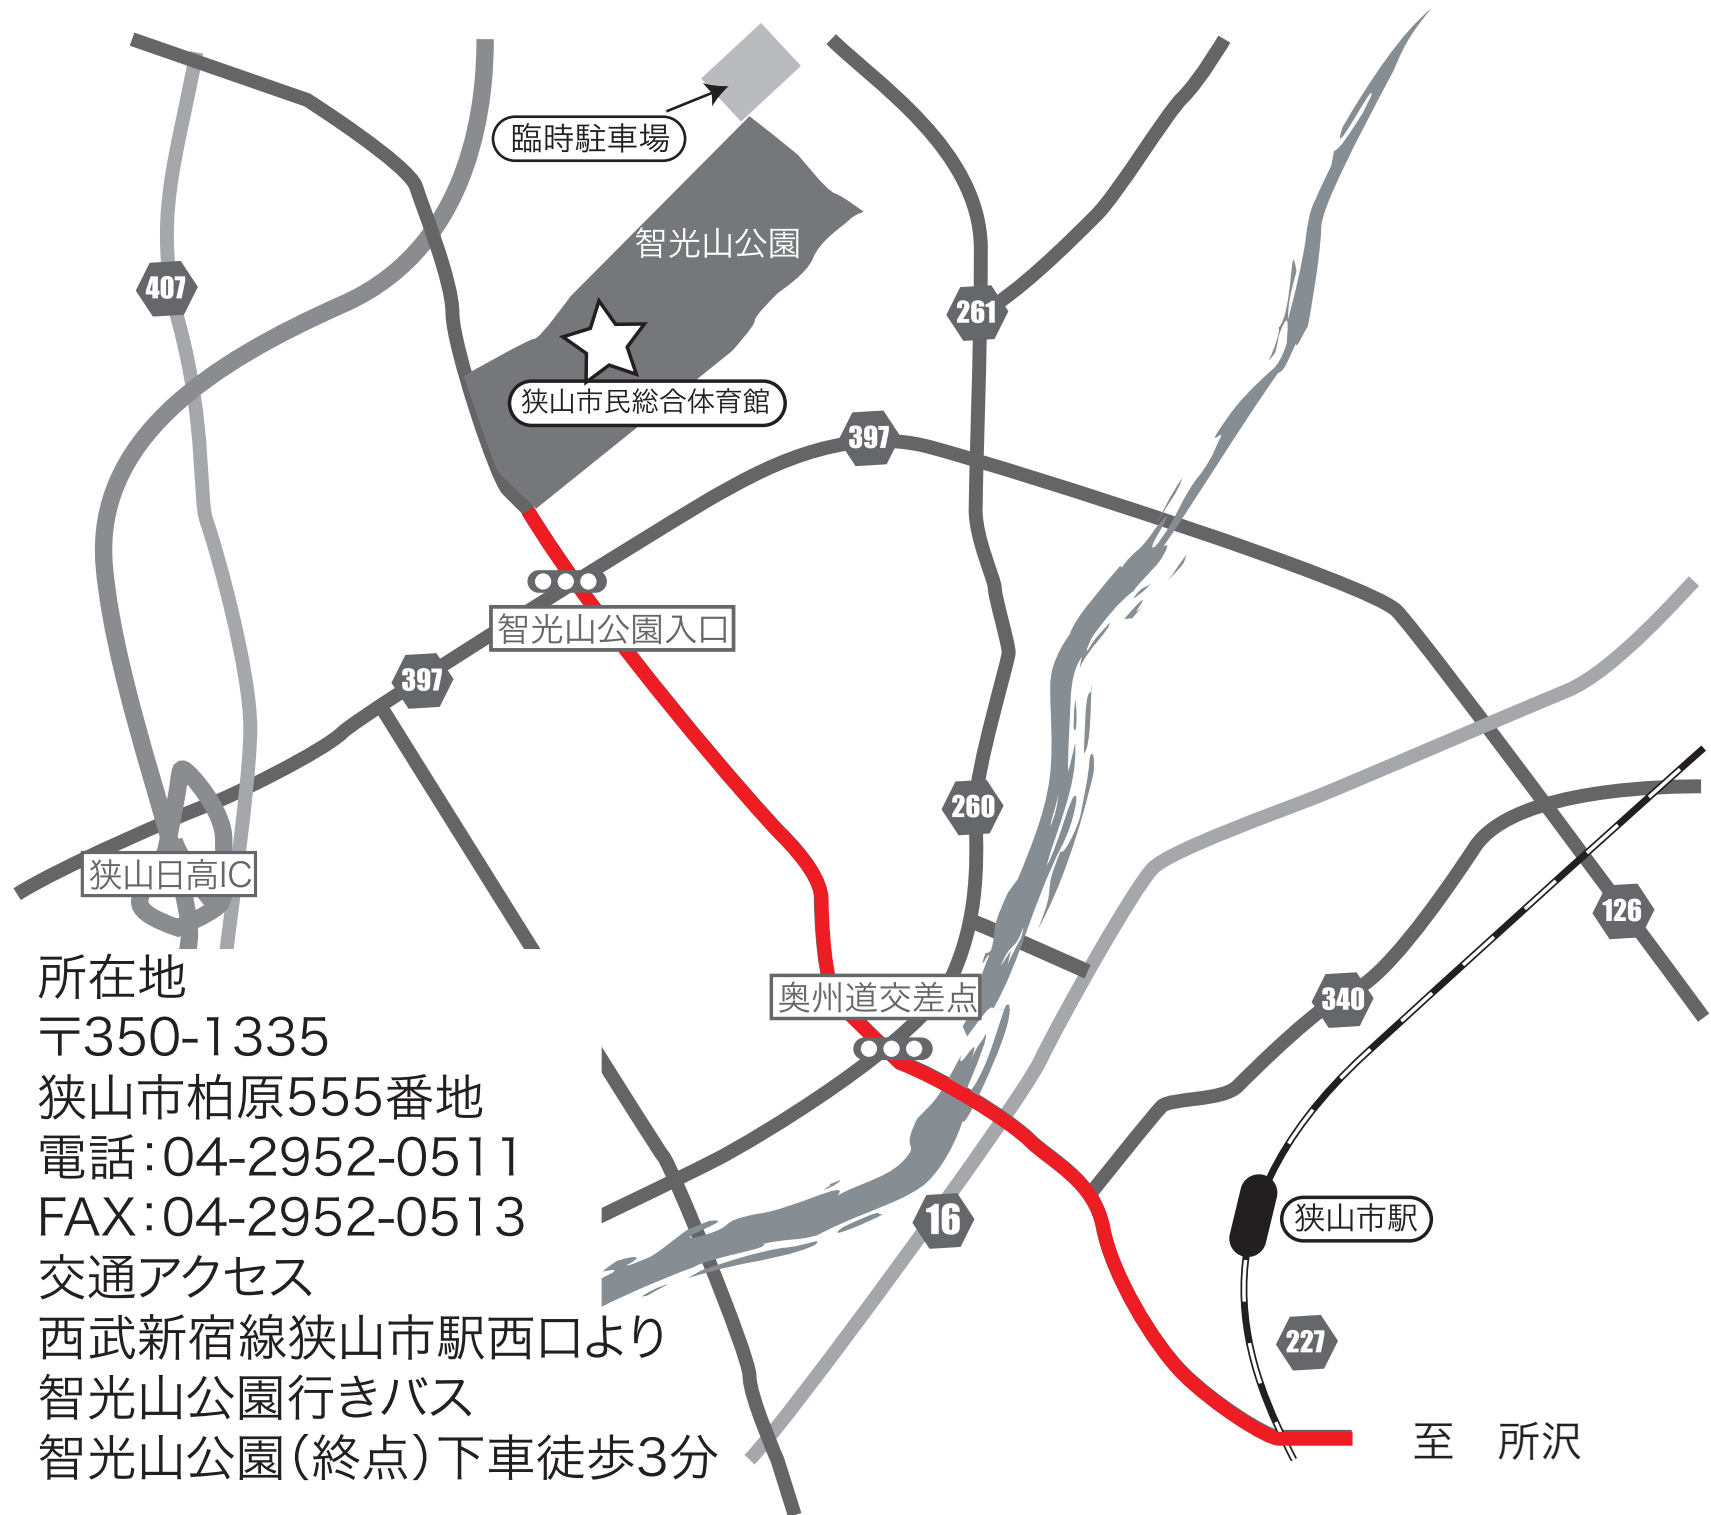 臨時駐車場
智光山公園
407
261
狭山市民総合体育館
397
智光山公園入口
397
260
狭山日高IC
126
奥州道交差点
340
16
狭山市駅
227
至　所沢
所在地
〒350-1335
狭山市柏原555番地
電話：04-2952-0511
FAX：04-2952-0513
交通アクセス
西武新宿線狭山市駅西口より
智光山公園行きバス
智光山公園（終点）下車徒歩3分